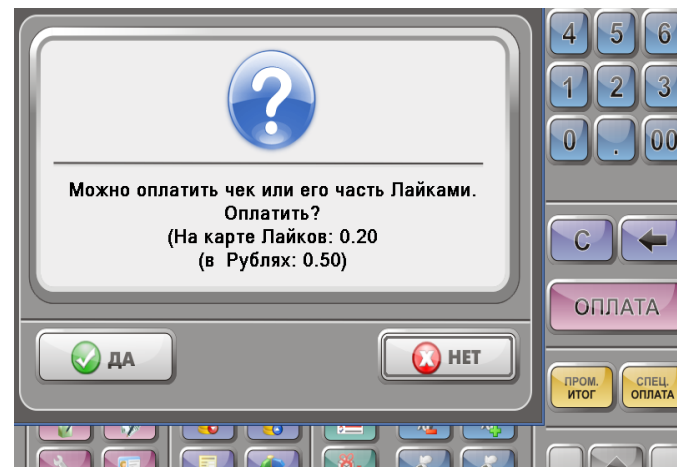 Можно оплатить чек или его часть Лайками.
Оплатить?
(На карте Лайков: 0.20
(в Рублях: 0.50)
ДА
НЕТ
4 5 6
1 2 3
0 . 00
C
ОПЛАТА
ПРОМ.
ИТОГ
СПЕЦ.
ОПЛАТА